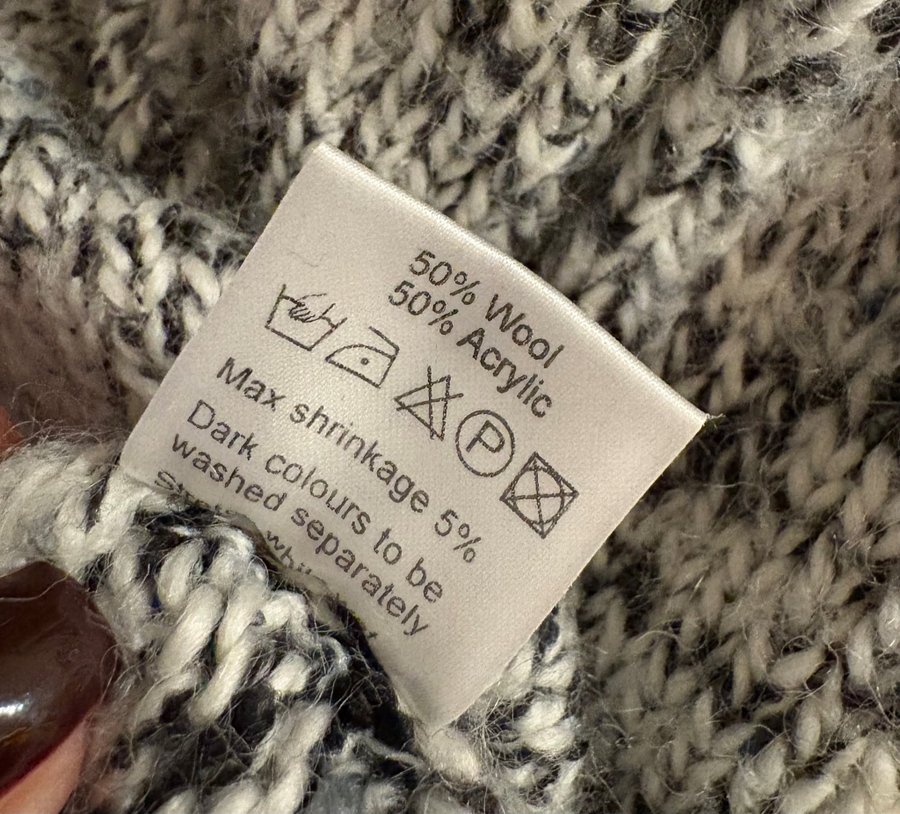 50% Wool
50% Acrylic
P
Max shrinkage 5%
Dark colours to be
washed separately